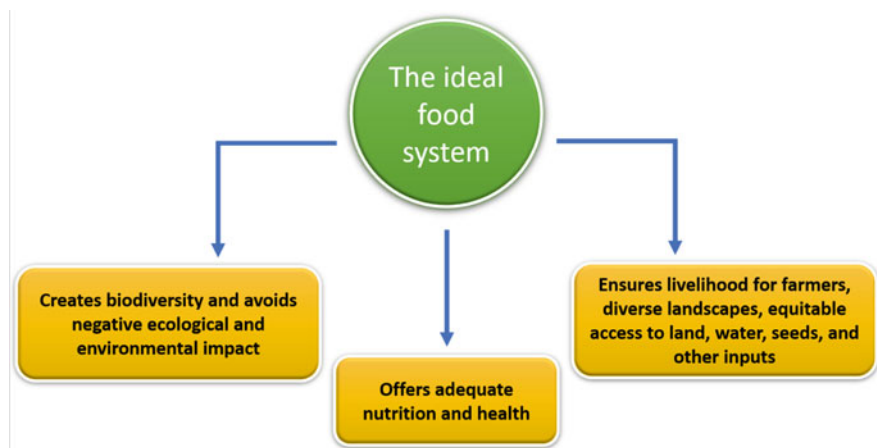 The ideal
food
system
Creates biodiversity and avoids
negative ecological and
environmental impact
Offers adequate
nutrition and health
Ensures livelihood for farmers,
diverse landscapes, equitable
access to land, water, seeds, and
other inputs